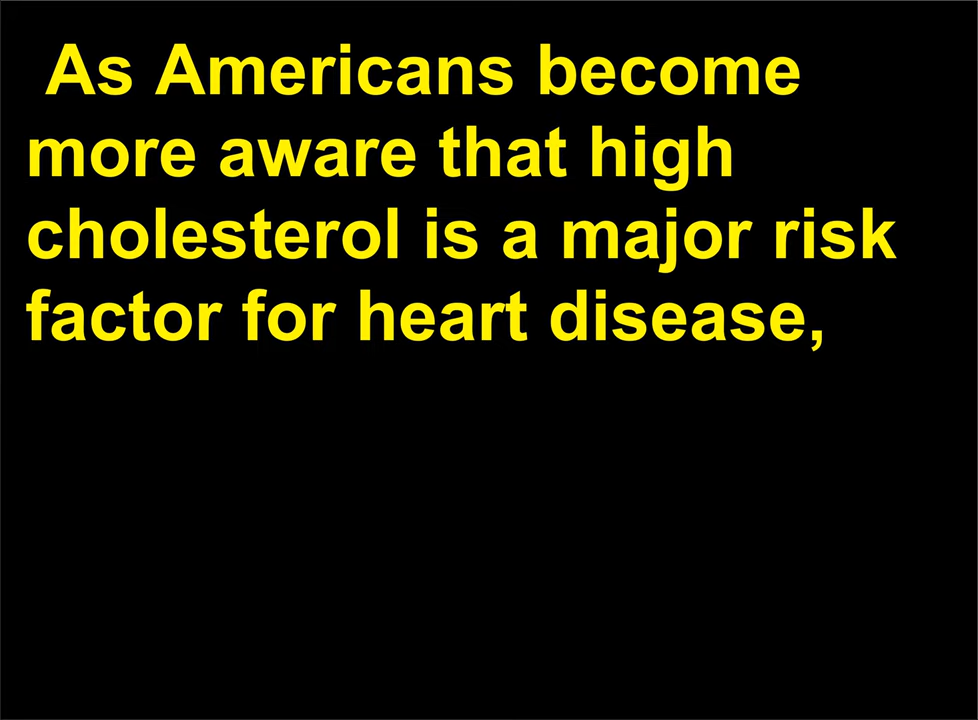 As Americans become
more aware that high
cholesterol is a major risk
factor for heart disease,